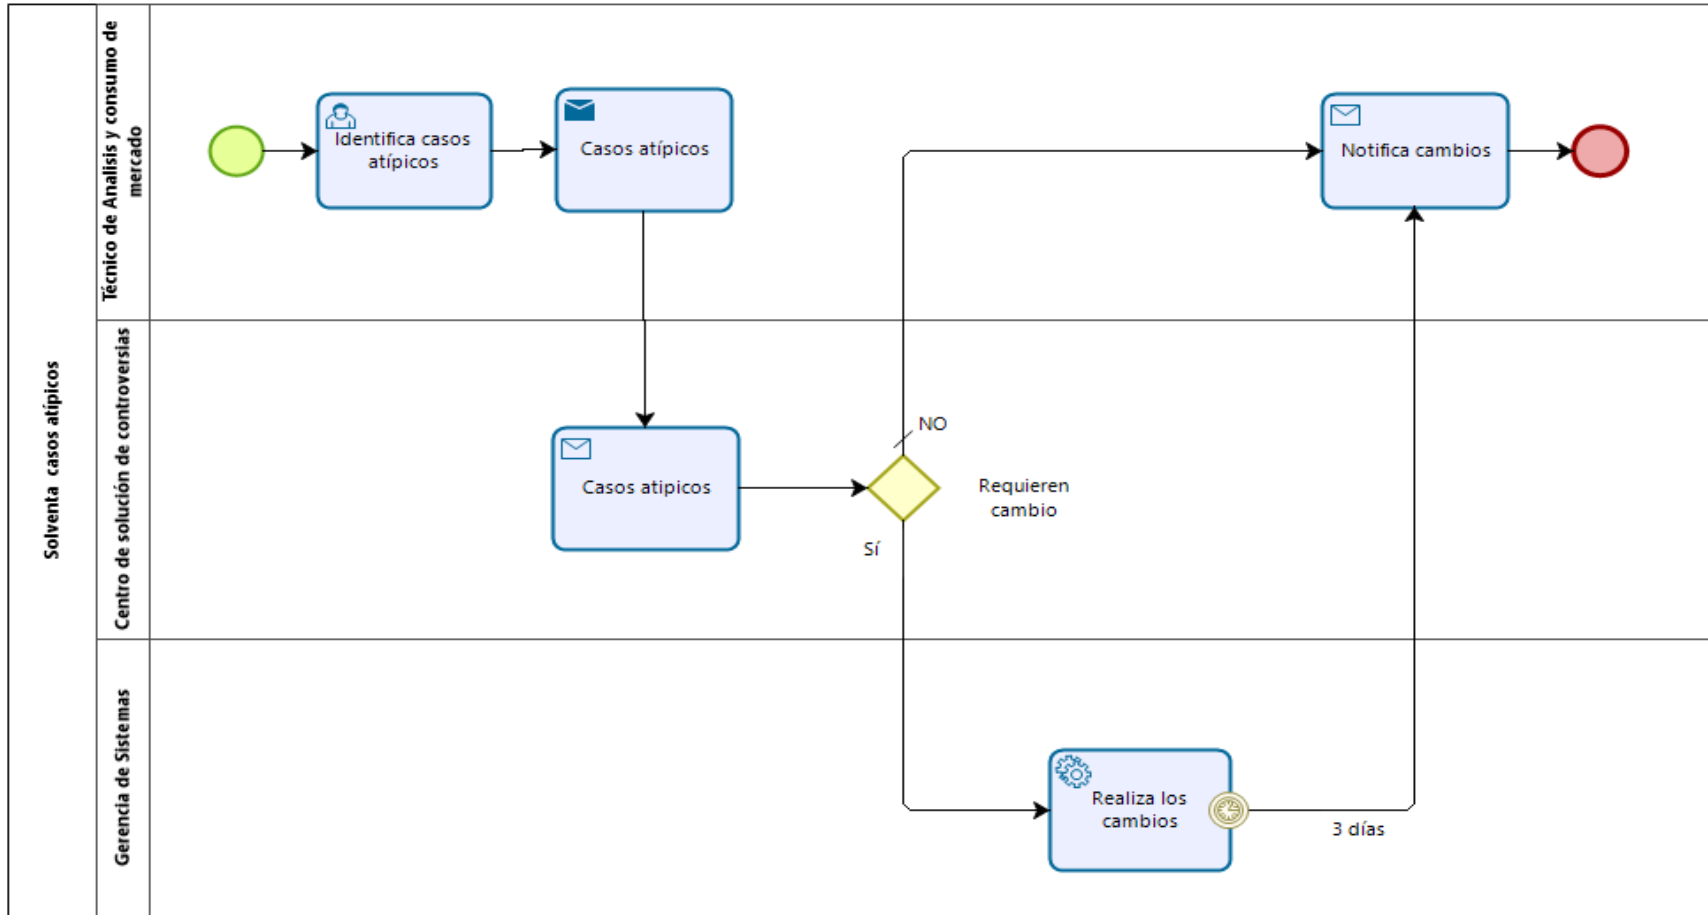 Solventa casos atípicos
Técnico de Analisis y consumo de
mercado
Identifica casos
atípicos
Casos atípicos
Notifica cambios
Centro de solución de controversias
Casos atipicos
NO
Requieren
cambio
Sí
Gerencia de Sistemas
Realiza los
cambios
3 días